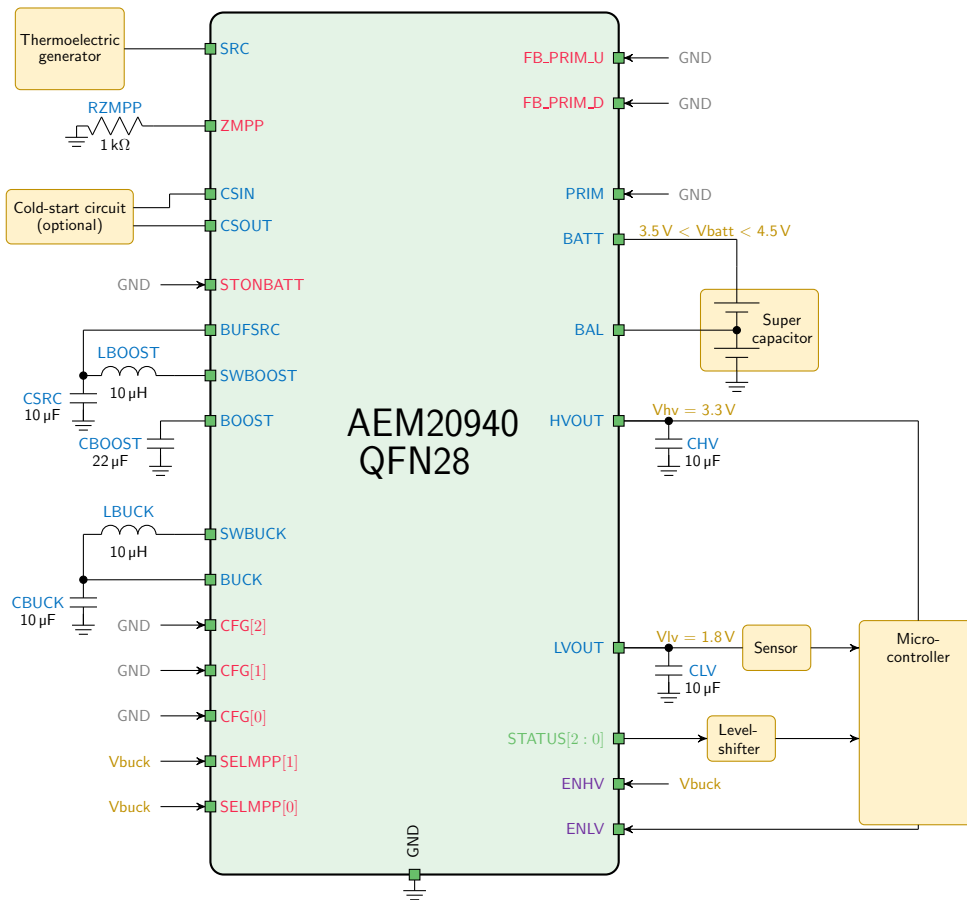 Thermoelectric
generator
SRC
RZMPP
1 kΩ
ZMPP
Cold-start circuit
(optional)
CSIN
CSOUT
GND
STONBATT
BUFSRC
LBOOST
10 µH
SWBOOST
CSRC
10 µF
BOOST
CBOOST
22 µF
LBUCK
10 µH
SWBUCK
BUCK
CBUCK
10 µF
GND
CFG[2]
GND
CFG[1]
GND
CFG[0]
Vbuck
SELMPP[1]
Vbuck
SELMPP[0]
AEM20940
QFN28
GND
FB_PRIM_U
GND
FB_PRIM_D
GND
PRIM
GND
BATT
3.5 V < Vbatt < 4.5 V
BAL
Super
capacitor
HVOUT
Vhv = 3.3 V
CHV
10 µF
LVOUT
Vlv = 1.8 V
CLV
10 µF
Sensor
Micro-
controller
STATUS[2 : 0]
Level-
shifter
ENHV
Vbuck
ENLV